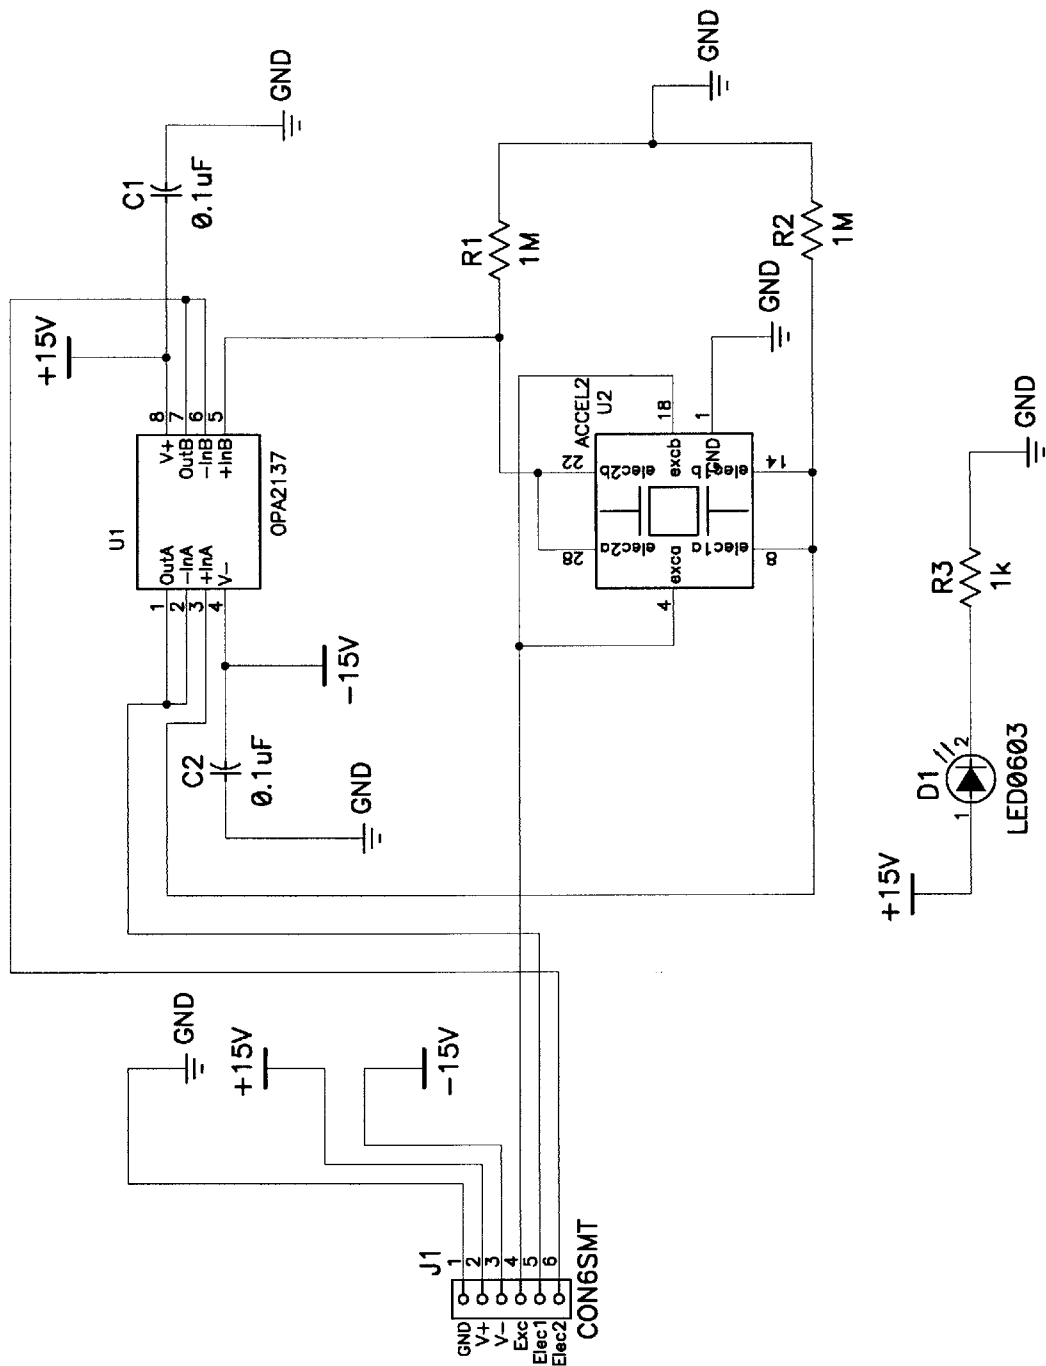 GND
C1
0.1uF
+15V
U1
8
7
6
5
V+
OutB
-InB
+InB
OPA2137
OutA
-InA
+InA
V-
1
2
3
4
-15V
C2
0.1uF
GND
GND
R1
1M
R2
1M
GND
ACCEL2
U2
22
18
1
14
28
4
8
elec2b
excb
GND
elec2a
exca
elec1a
GND
+15V
-15V
J1
1
2
3
4
5
6
GND
V+
V-
Exc
Elec1
Elec2
CON6SMT
+15V
D1
1
2
LED0603
R3
1k
GND